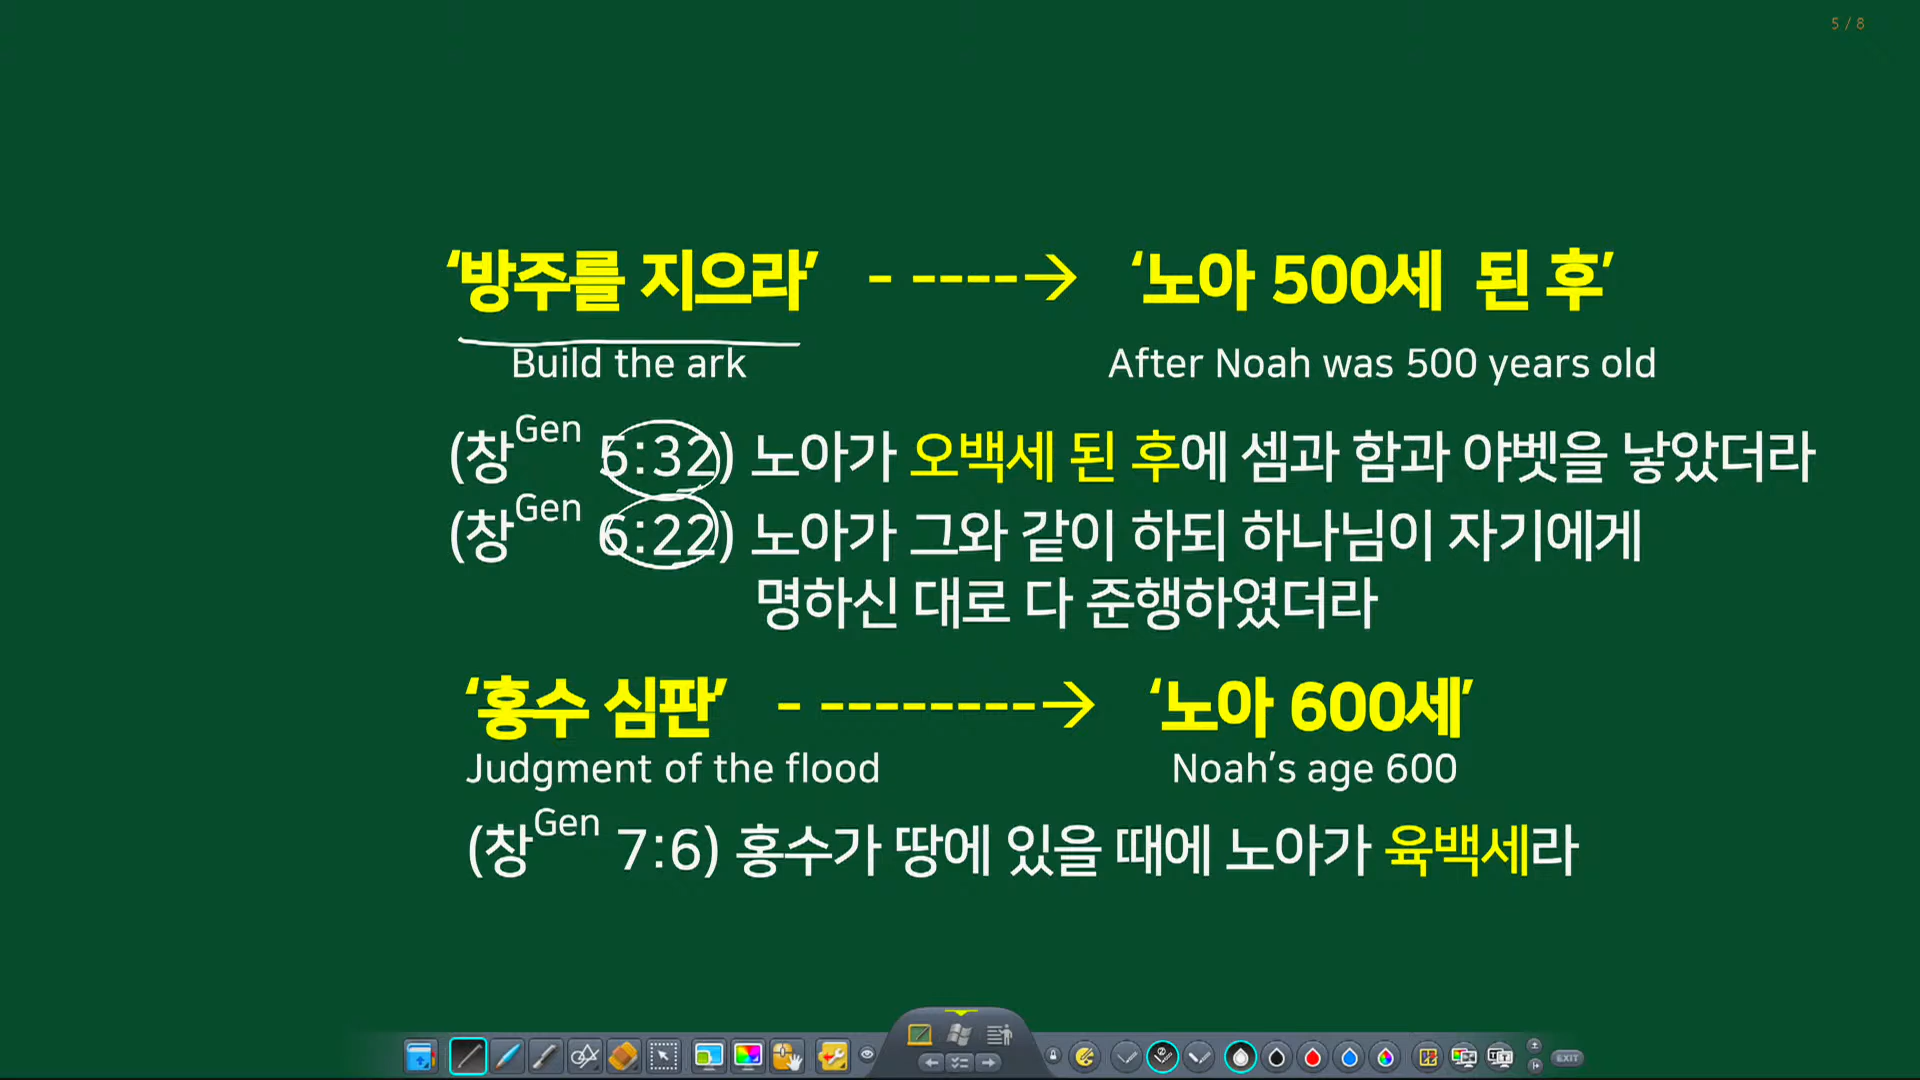 5 / 8
‘방주를 지으라’ - ----→ ‘노아 500세 된 후’
Build the ark After Noah was 500 years old
(창Gen 5:32) 노아가 오백세 된 후에 셈과 함과 야벳을 낳았더라
(창Gen 6:22) 노아가 그와 같이 하되 하나님이 자기에게
명하신 대로 다 준행하였더라
‘홍수 심판’ - --------→ ‘노아 600세’
Judgment of the flood Noah’s age 600
(창Gen 7:6) 홍수가 땅에 있을 때에 노아가 육백세라
EXIT